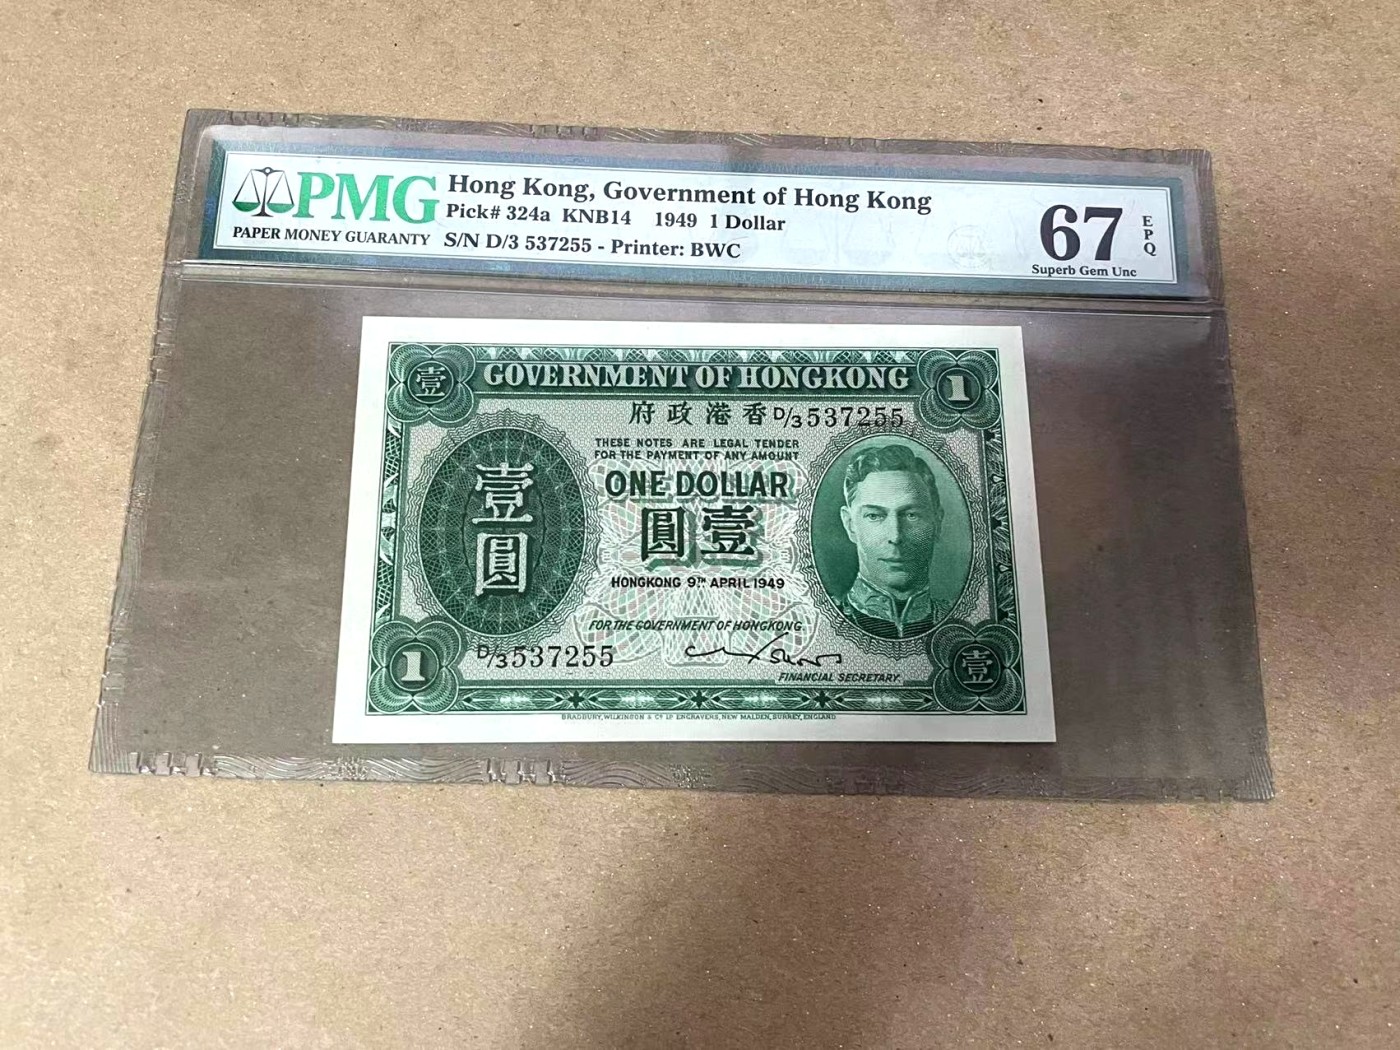 PMG
PAPER MONEY GUARANTY
Hong Kong, Government of Hong Kong
Pick# 324a KNB14 1949 1 Dollar
S/N D/3 537255 - Printer: BWC
67
EPQ
Superb Gem Unc
壹
GOVERNMENT OF HONGKONG
1
府政港香 D/3 537255
THESE NOTES ARE LEGAL TENDER
FOR THE PAYMENT OF ANY AMOUNT
ONE DOLLAR
圓壹
壹圓
HONGKONG 9TH APRIL 1949
FOR THE GOVERNMENT OF HONGKONG.
D/3 537255
FINANCIAL SECRETARY.
1
壹
BRADBURY, WILKINSON & CO LD ENGRAVERS, NEW MALDEN, SURREY, ENGLAND